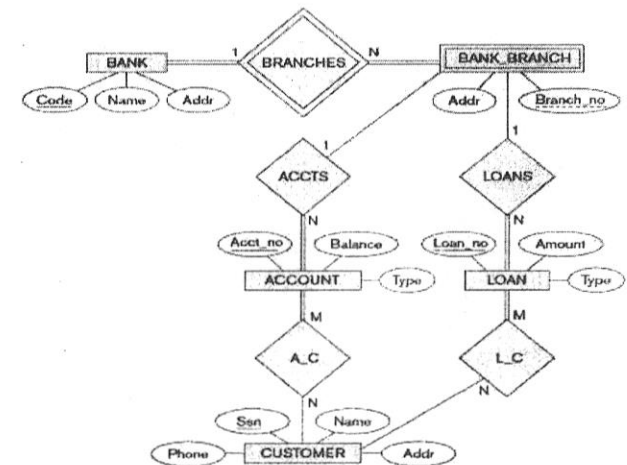 1 N
BANK BRANCHES BANK_BRANCH
Code Name Addr Addr Branch_no
1 1
ACCTS LOANS
N N
Acct_no Balance Loan_no Amount
ACCOUNT Type LOAN Type
M M
A_C L_C
N N
Ssn Name
Phone CUSTOMER Addr